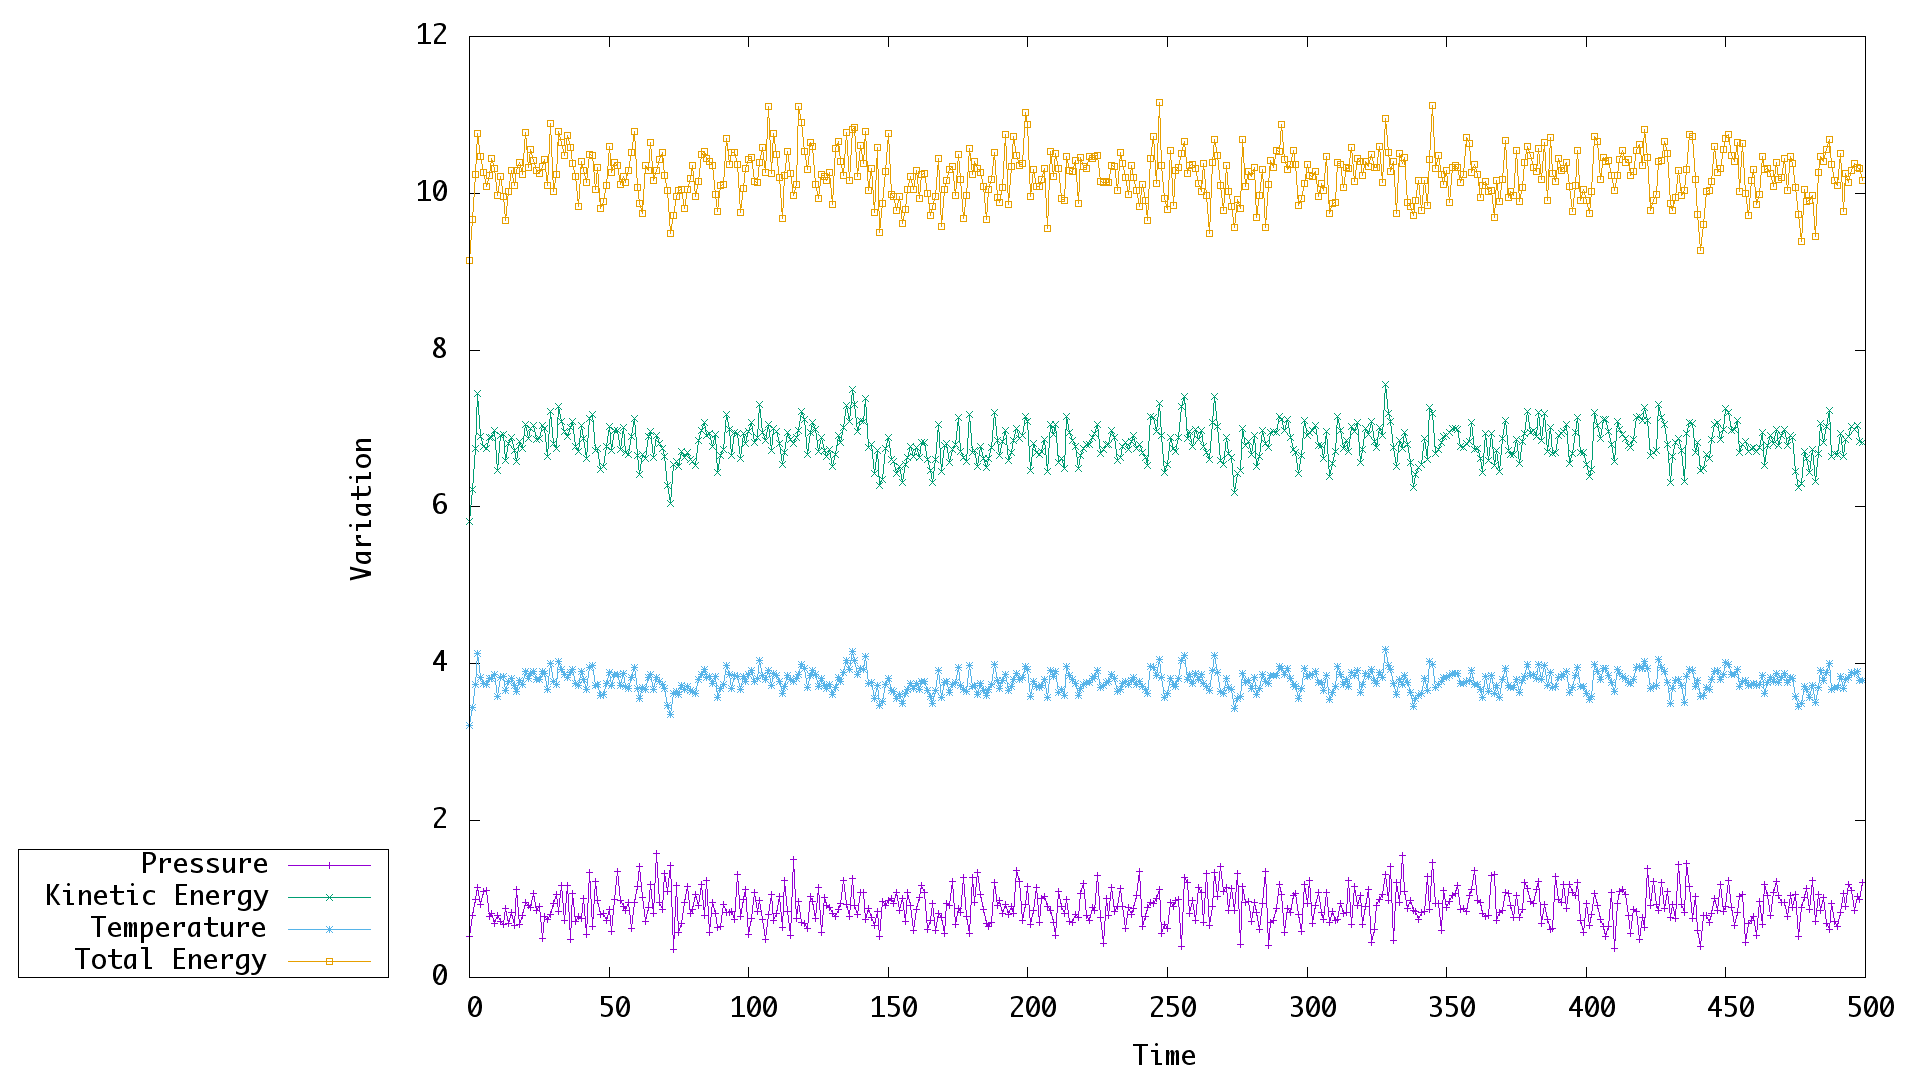 12
10
8
6
4
2
0
Variation
Pressure
Kinetic Energy
Temperature
Total Energy
0 50 100 150 200 250 300 350 400 450 500
Time